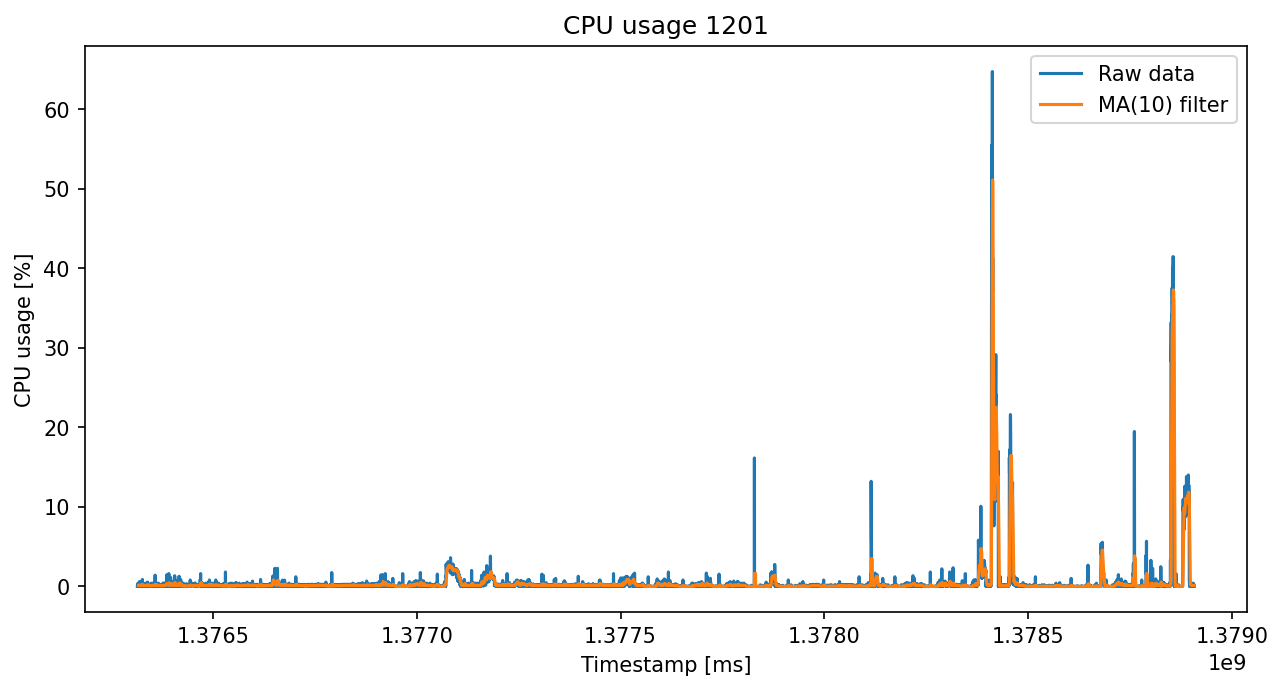 CPU usage 1201
Raw data
MA(10) filter
CPU usage [%]
60
50
40
30
20
10
0
1.3765 1.3770 1.3775 1.3780 1.3785 1.3790
1e9
Timestamp [ms]